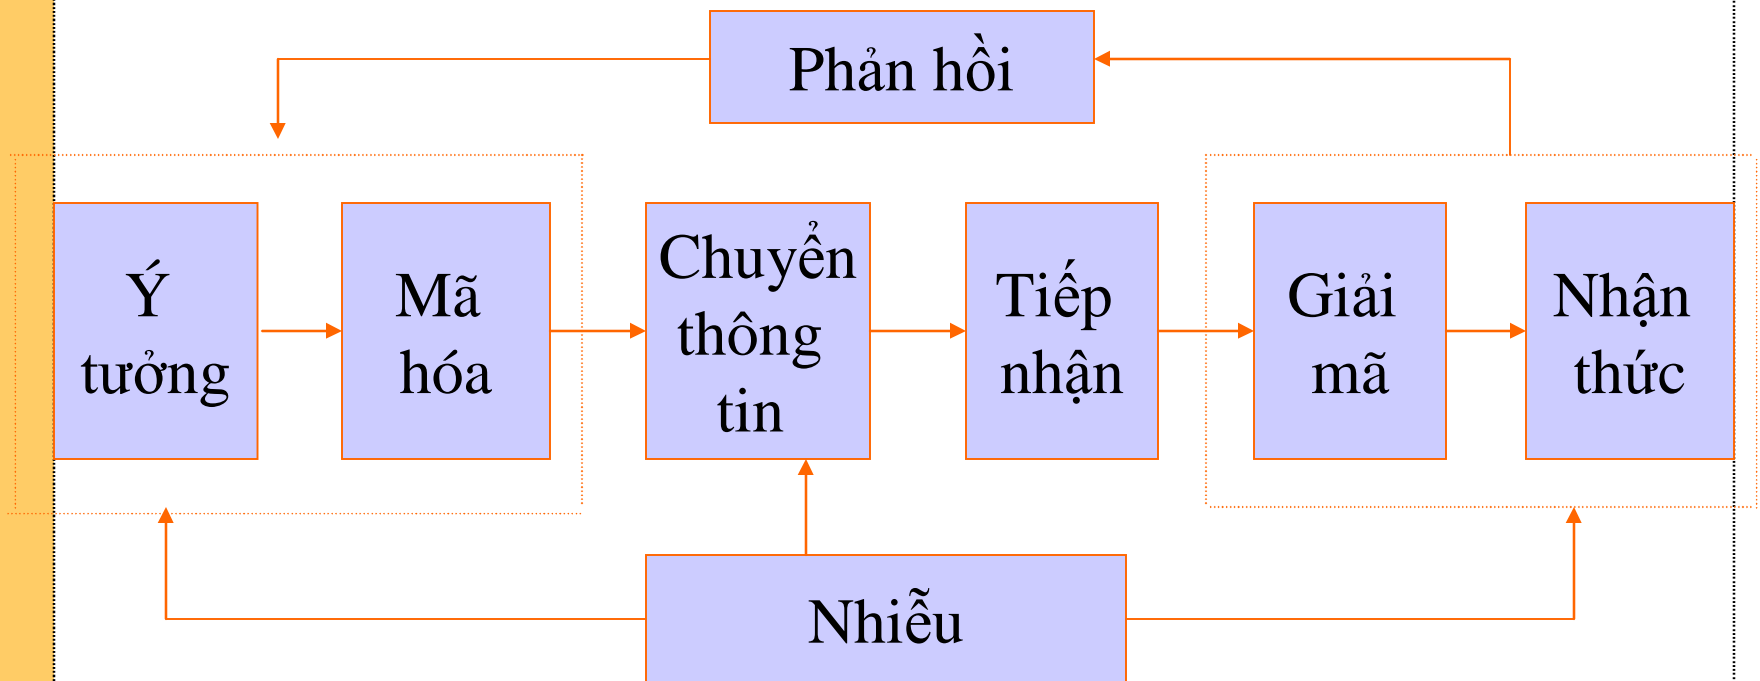 Phản hồi
Ý
tưởng
Mã
hóa
Chuyển
thông
tin
Tiếp
nhận
Giải
mã
Nhận
thức
Nhiễu